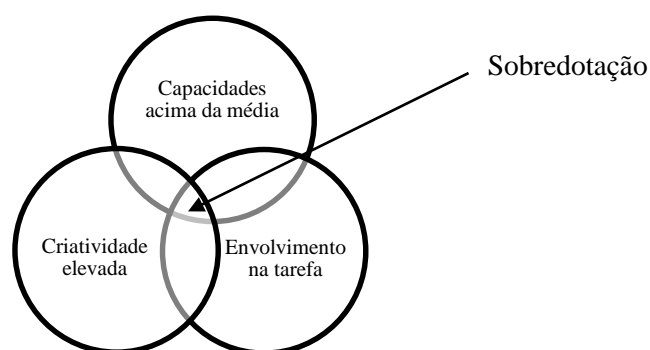 Sobredotação
Capacidades
acima da média
Criatividade
elevada
Envolvimento
na tarefa